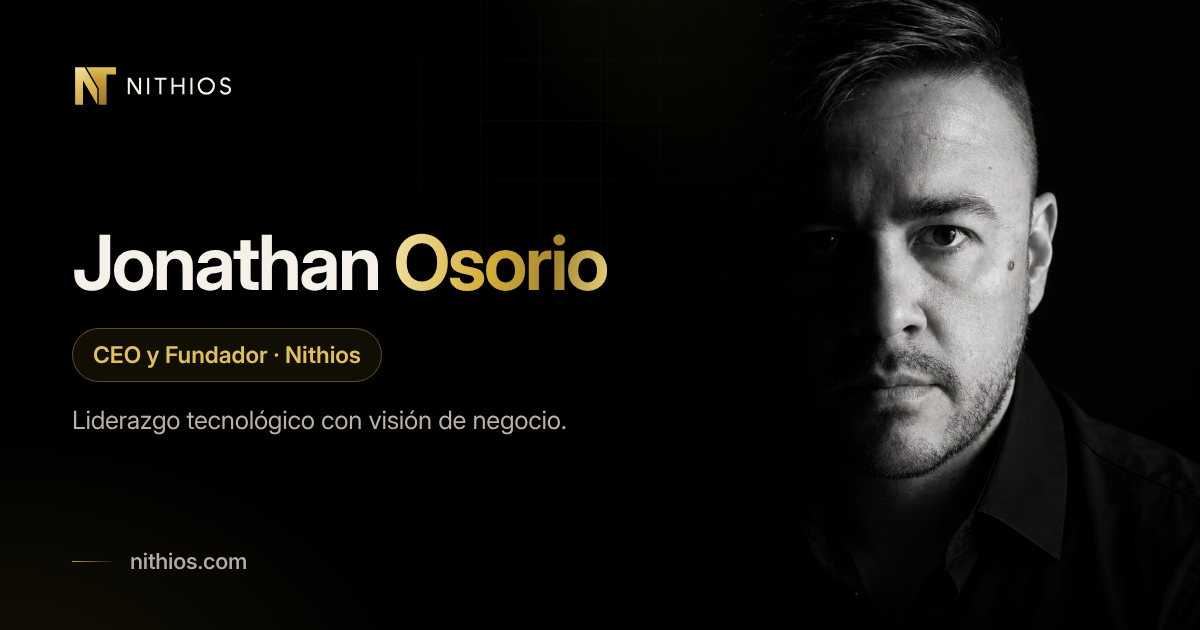 NITHIOS
Jonathan Osorio
CEO y Fundador · Nithios
Liderazgo tecnológico con visión de negocio.
nithios.com